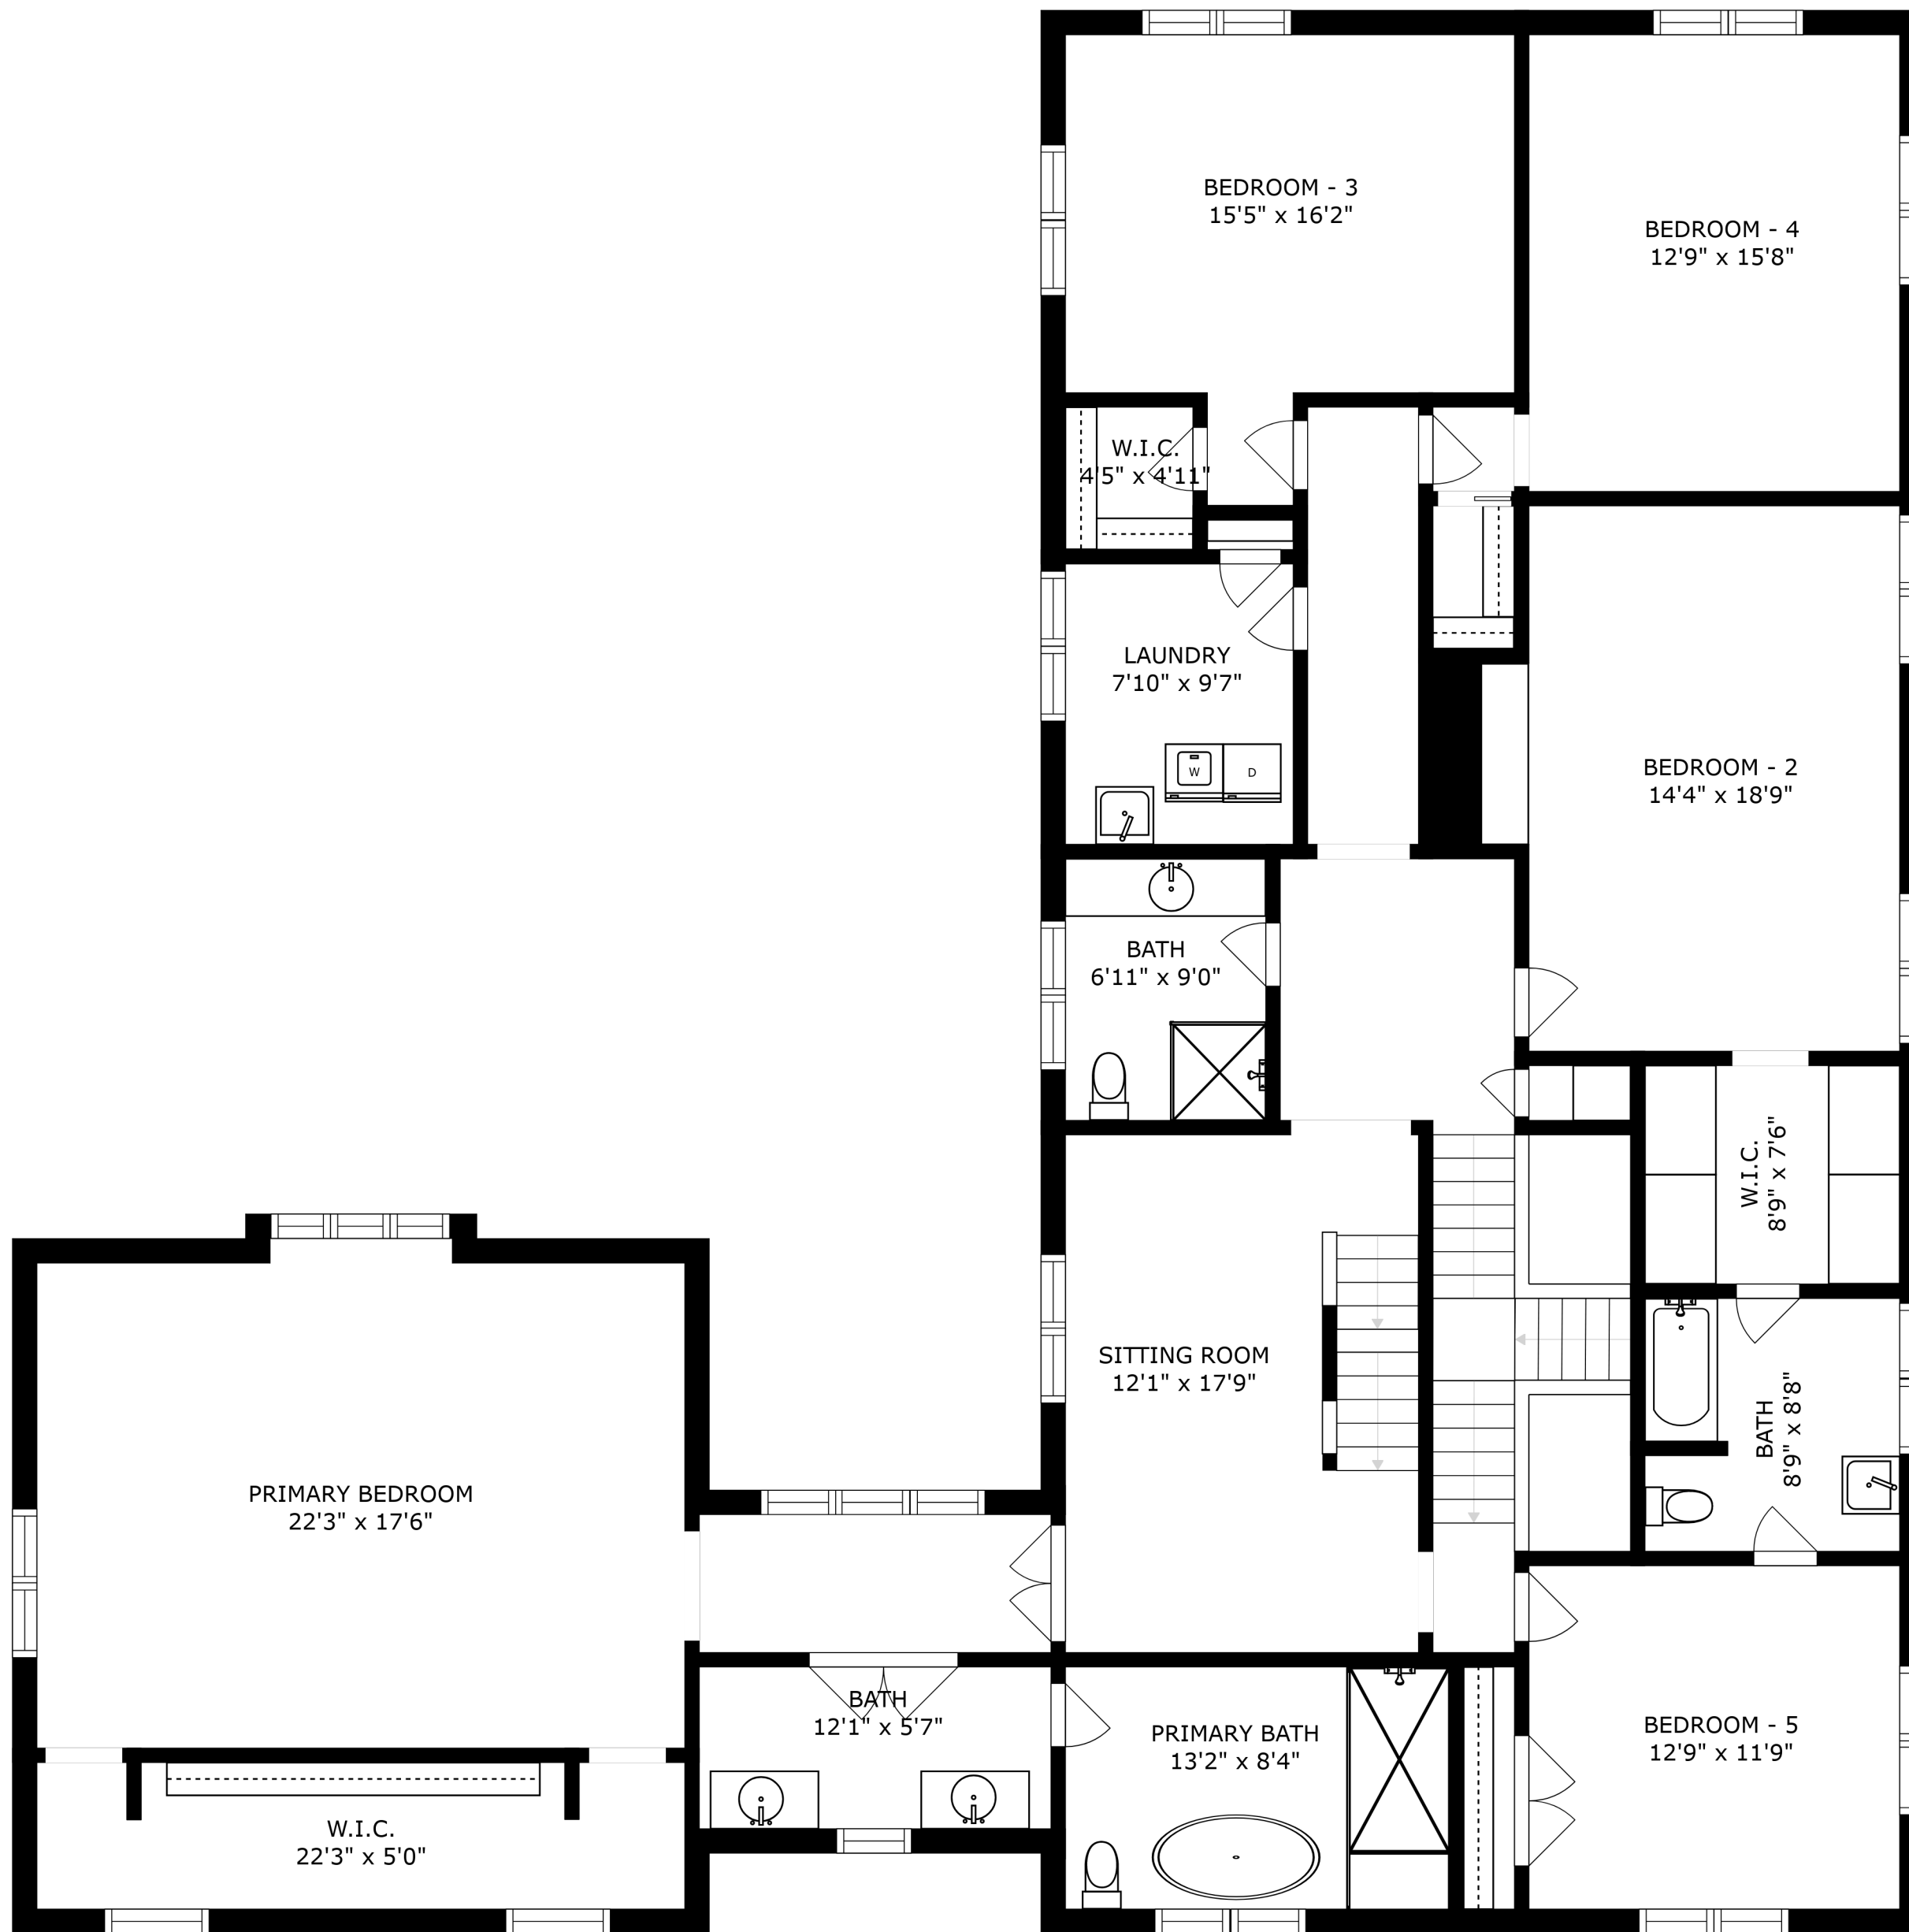 BEDROOM - 3
15'5" x 16'2"
BEDROOM - 4
12'9" x 15'8"
W.I.C.
4'5" x 4'11"
LAUNDRY
7'10" x 9'7"
W
D
BEDROOM - 2
14'4" x 18'9"
BATH
6'11" x 9'0"
W.I.C.
8'9" x 7'6"
SITTING ROOM
12'1" x 17'9"
BATH
8'9" x 8'8"
PRIMARY BEDROOM
22'3" x 17'6"
BATH
12'1" x 5'7"
PRIMARY BATH
13'2" x 8'4"
BEDROOM - 5
12'9" x 11'9"
W.I.C.
22'3" x 5'0"